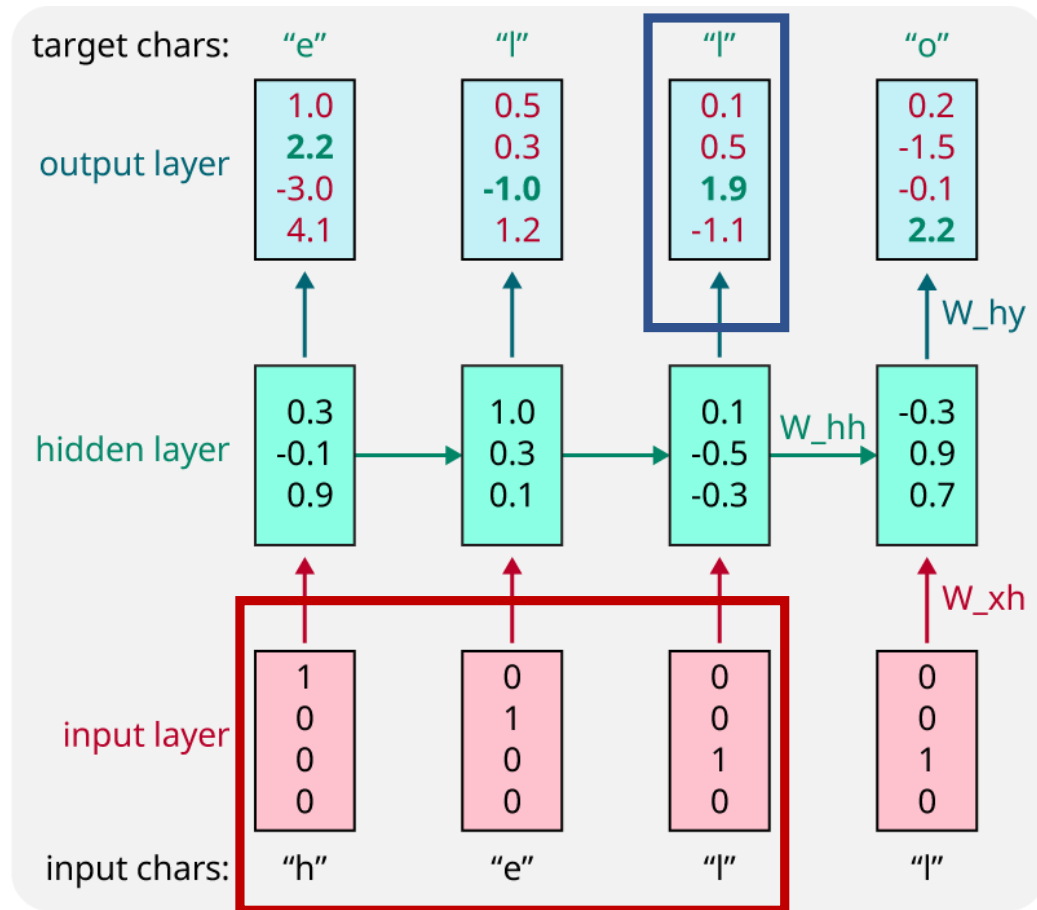 target chars: “e” “l” “l” “o”
output layer
1.0 0.5 0.1 0.2
2.2 0.3 0.5 -1.5
-3.0 -1.0 1.9 -0.1
4.1 1.2 -1.1 2.2
W_hy
hidden layer
0.3 1.0 0.1 -0.3
-0.1 0.3 -0.5 0.9
0.9 0.1 -0.3 0.7
W_hh
W_xh
input layer
1 0 0 0
0 1 0 0
0 0 1 1
0 0 0 0
input chars: “h” “e” “l” “l”